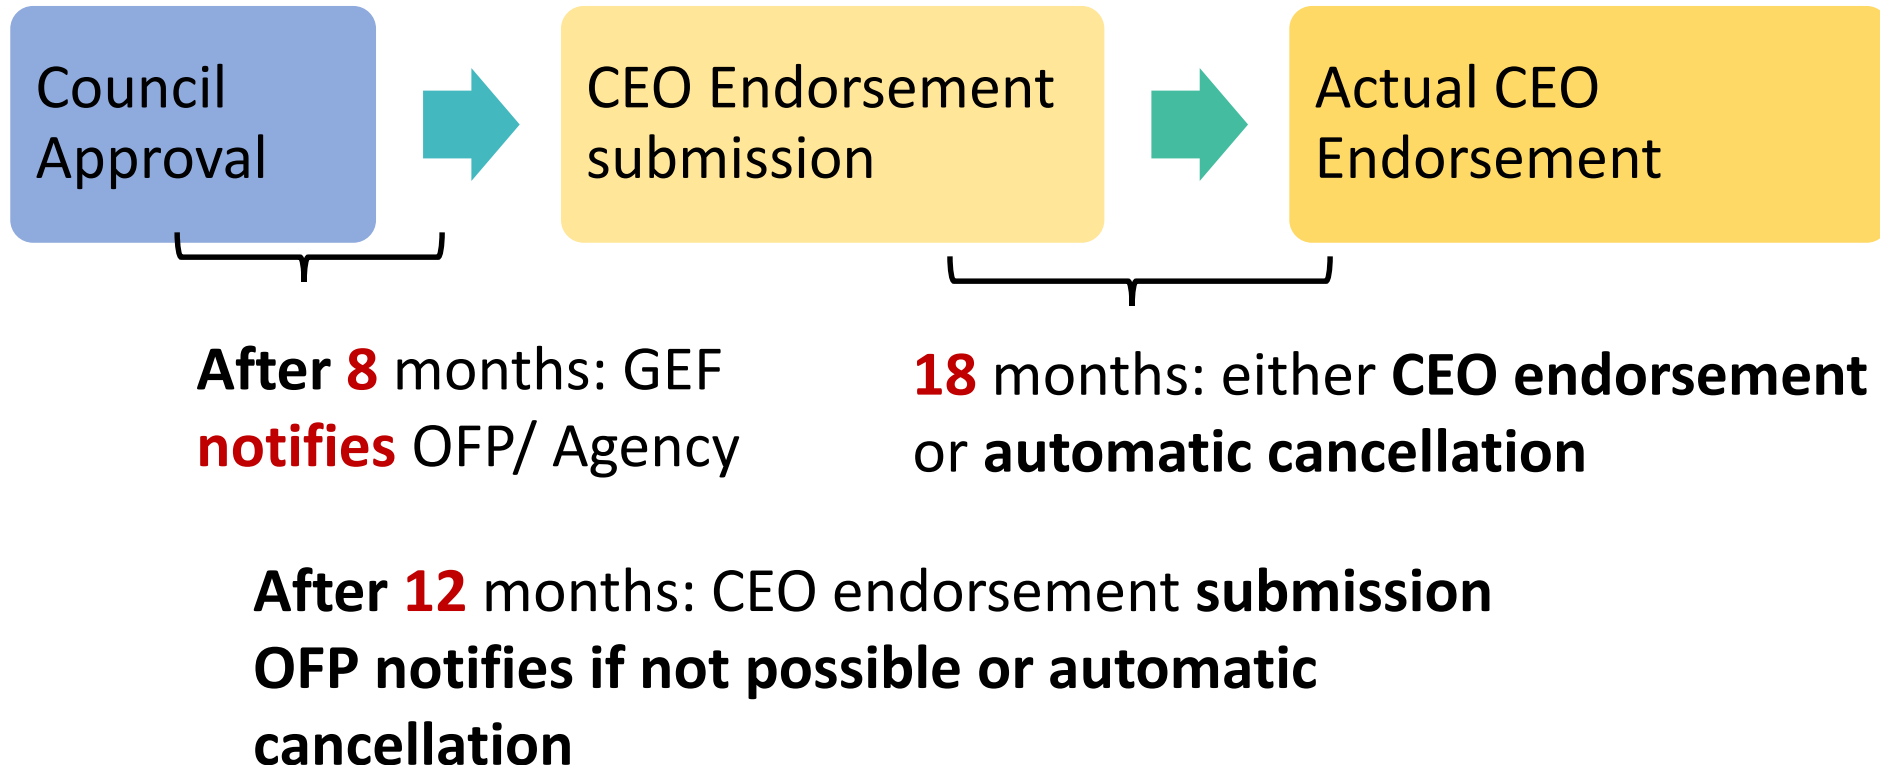 Council
Approval
CEO Endorsement
submission
Actual CEO
Endorsement
After 8 months: GEF
notifies OFP/ Agency
18 months: either CEO endorsement
or automatic cancellation
After 12 months: CEO endorsement submission
OFP notifies if not possible or automatic
cancellation